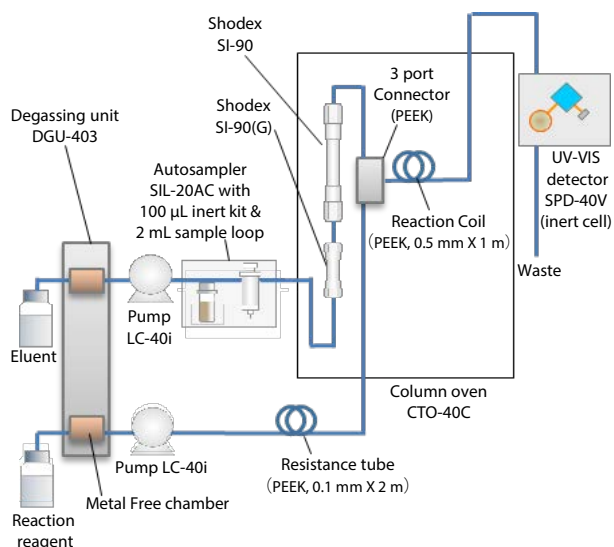 Shodex
SI-90
3 port
Connector
(PEEK)
Shodex
SI-90(G)
Degassing unit
DGU-403
Autosampler
SIL-20AC with
100 µL inert kit &
2 mL sample loop
UV-VIS
detector
SPD-40V
(inert cell)
Reaction Coil
(PEEK, 0.5 mm X 1 m)
Waste
Pump
LC-40i
Eluent
Column oven
CTO-40C
Pump LC-40i
Resistance tube
(PEEK, 0.1 mm X 2 m)
Metal Free chamber
Reaction
reagent